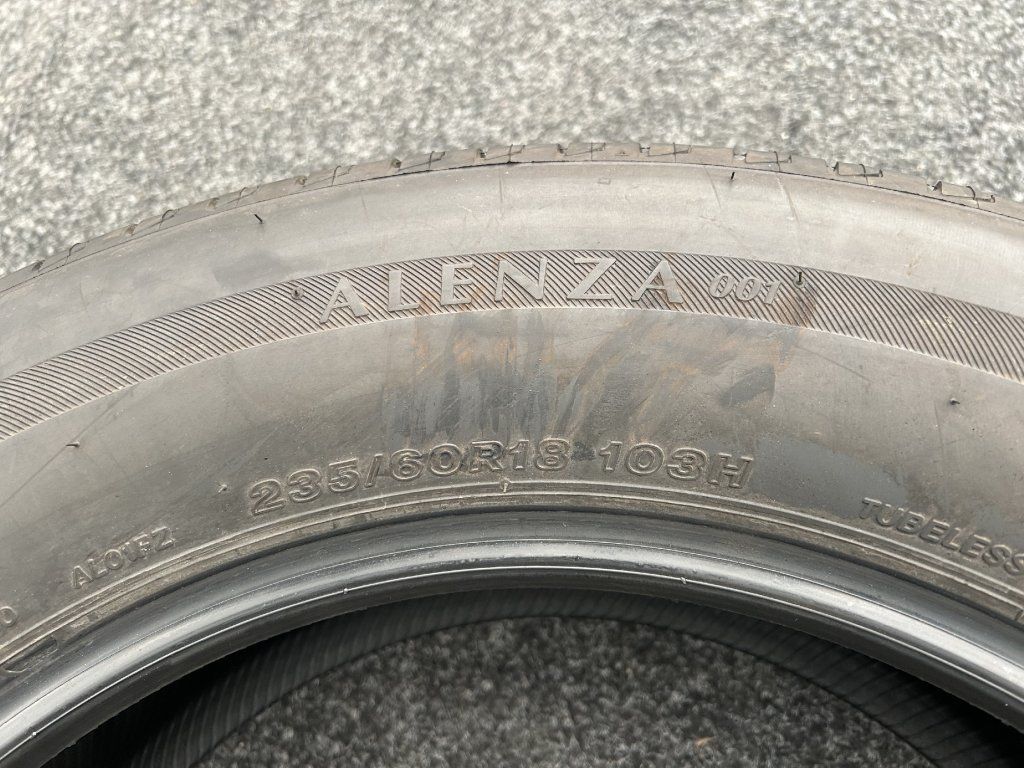 ALENZA 001
235/60R18 103H
TUBELESS
AL01FZ